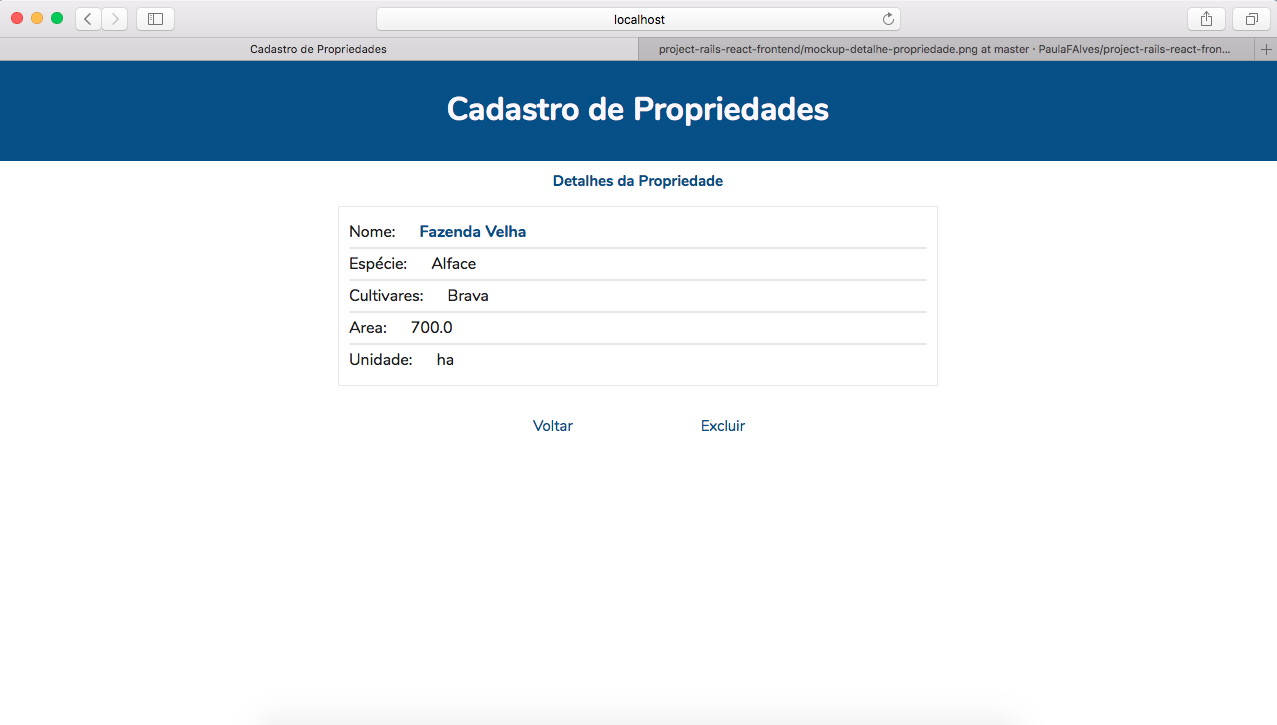 localhost
Cadastro de Propriedades
project-rails-react-frontend/mockup-detalhe-propriedade.png at master · PaulaFAlves/project-rails-react-fron...
Cadastro de Propriedades
Detalhes da Propriedade
Nome: Fazenda Velha
Espécie: Alface
Cultivares: Brava
Area: 700.0
Unidade: ha
Voltar Excluir